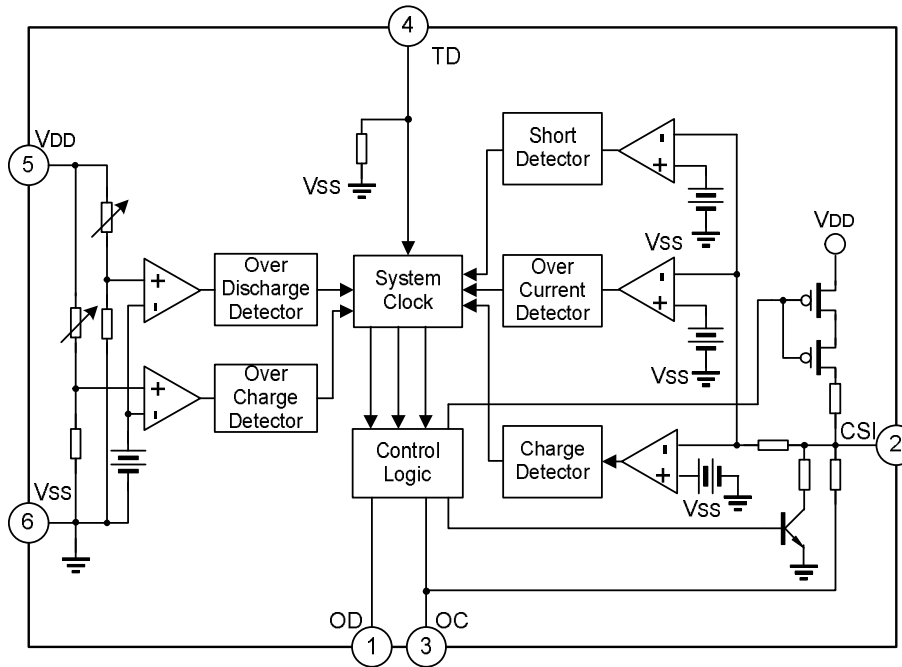 4
TD
VDD
5
VSS
Short
Detector
-
+
VSS
VDD
+
-
Over
Discharge
Detector
System
Clock
Over
Current
Detector
-
+
VSS
+
-
Over
Charge
Detector
Control
Logic
Charge
Detector
-
+
VSS
CSI
2
VSS
6
OD
1
OC
3